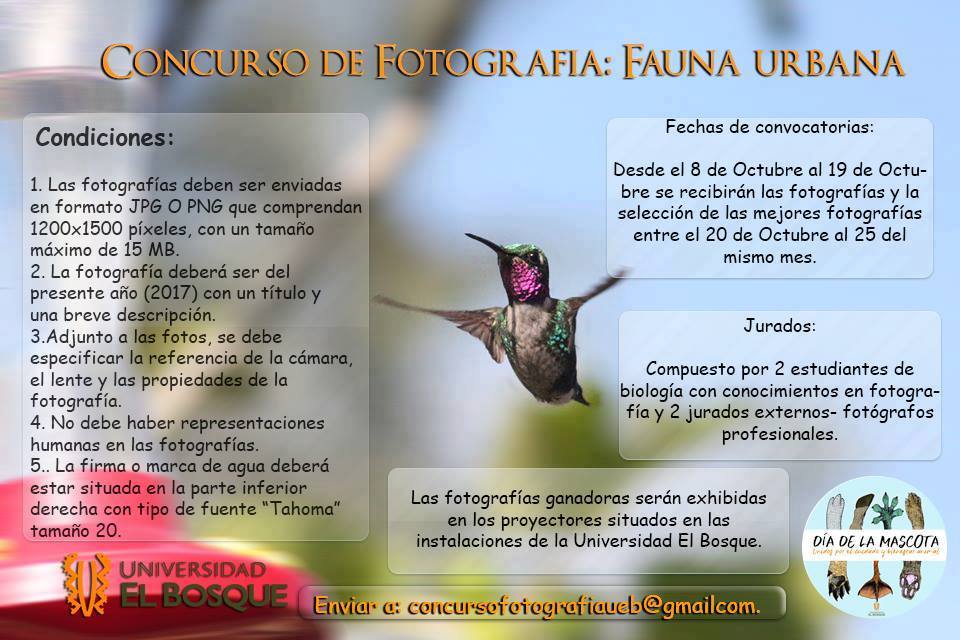 CONCURSO DE FOTOGRAFIA: FAUNA URBANA
Condiciones:
1. Las fotografías deben ser enviadas
en formato JPG O PNG que comprendan
1200x1500 píxeles, con un tamaño
máximo de 15 MB.
2. La fotografía deberá ser del
presente año (2017) con un título y
una breve descripción.
3.Adjunto a las fotos, se debe
especificar la referencia de la cámara,
el lente y las propiedades de la
fotografía.
4. No debe haber representaciones
humanas en las fotografías.
5.. La firma o marca de agua deberá
estar situada en la parte inferior
derecha con tipo de fuente “Tahoma”
tamaño 20.
Fechas de convocatorias:
Desde el 8 de Octubre al 19 de Octu-
bre se recibirán las fotografías y la
selección de las mejores fotografías
entre el 20 de Octubre al 25 del
mismo mes.
Jurados:
Compuesto por 2 estudiantes de
biología con conocimientos en fotogra-
fía y 2 jurados externos- fotógrafos
profesionales.
Las fotografías ganadoras serán exhibidas
en los proyectores situados en las
instalaciones de la Universidad El Bosque.
DÍA DE LA MASCOTA
Unidos por el cuidado y bienestar animal
UNIVERSIDAD
EL BOSQUE
Enviar a: concursofotografiaueb@gmailcom.